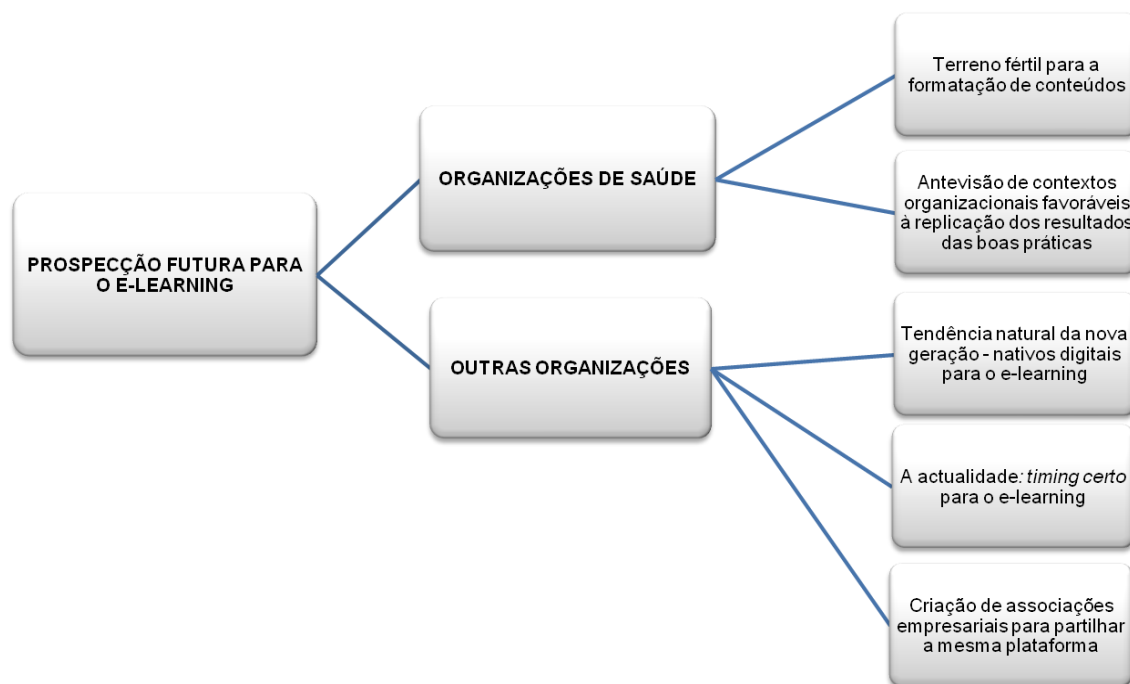 PROSPECÇÃO FUTURA PARA
O E-LEARNING
ORGANIZAÇÕES DE SAÚDE
Terreno fértil para a
formatação de conteúdos
Antevisão de contextos
organizacionais favoráveis
à replicação dos resultados
das boas práticas
OUTRAS ORGANIZAÇÕES
Tendência natural da nova
geração - nativos digitais
para o e-learning
A actualidade: timing certo
para o e-learning
Criação de associações
empresariais para partilhar
a mesma plataforma